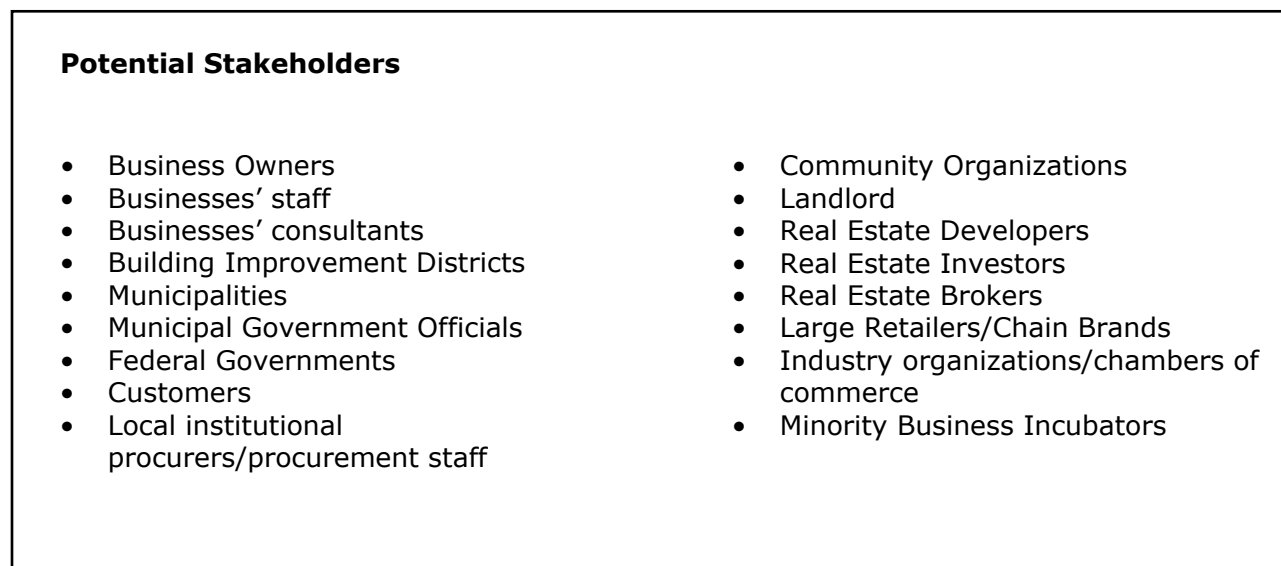 Potential Stakeholders
• Business Owners
• Businesses’ staff
• Businesses’ consultants
• Building Improvement Districts
• Municipalities
• Municipal Government Officials
• Federal Governments
• Customers
• Local institutional
procurers/procurement staff
• Community Organizations
• Landlord
• Real Estate Developers
• Real Estate Investors
• Real Estate Brokers
• Large Retailers/Chain Brands
• Industry organizations/chambers of
commerce
• Minority Business Incubators